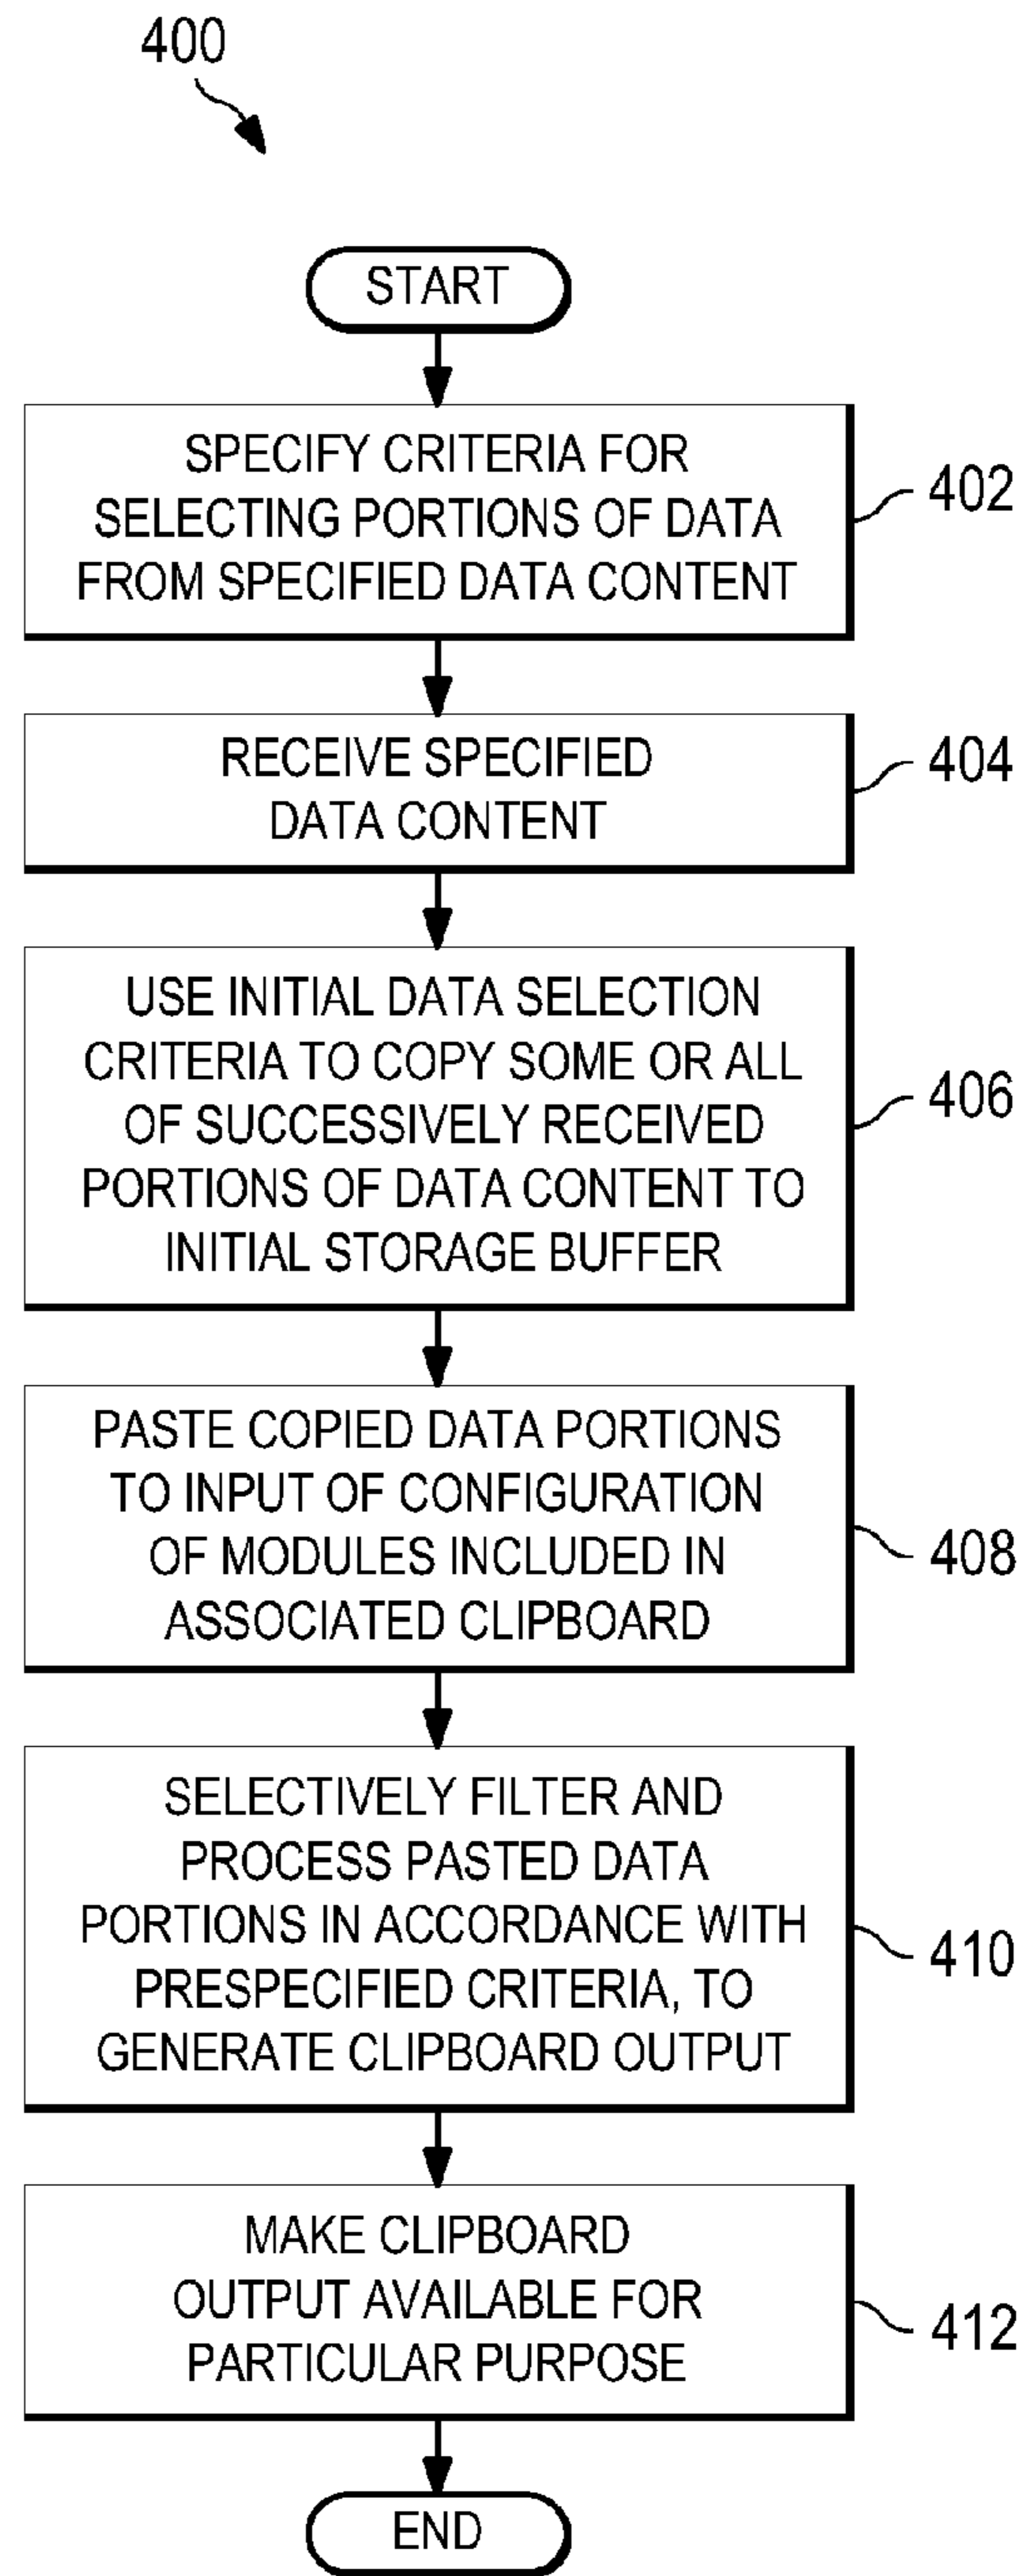 400
START
SPECIFY CRITERIA FOR
SELECTING PORTIONS OF DATA
FROM SPECIFIED DATA CONTENT
402
RECEIVE SPECIFIED
DATA CONTENT
404
USE INITIAL DATA SELECTION
CRITERIA TO COPY SOME OR ALL
OF SUCCESSIVELY RECEIVED
PORTIONS OF DATA CONTENT TO
INITIAL STORAGE BUFFER
406
PASTE COPIED DATA PORTIONS
TO INPUT OF CONFIGURATION
OF MODULES INCLUDED IN
ASSOCIATED CLIPBOARD
408
SELECTIVELY FILTER AND
PROCESS PASTED DATA
PORTIONS IN ACCORDANCE WITH
PRESPECIFIED CRITERIA, TO
GENERATE CLIPBOARD OUTPUT
410
MAKE CLIPBOARD
OUTPUT AVAILABLE FOR
PARTICULAR PURPOSE
412
END